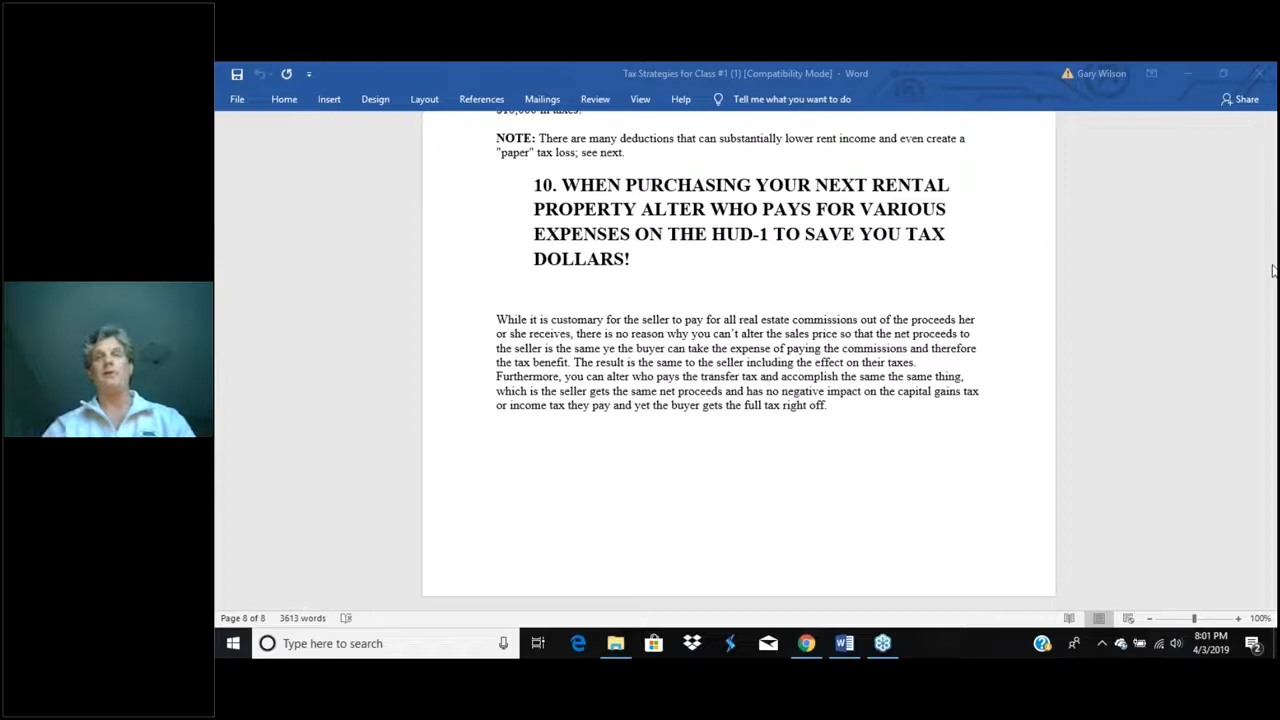 Tax Strategies for Class #1 (1) [Compatibility Mode] - Word
Gary Wilson
File Home Insert Design Layout References Mailings Review View Help Tell me what you want to do Share
$10,000 in taxes.
NOTE: There are many deductions that can substantially lower rent income and even create a
"paper" tax loss; see next.
10. WHEN PURCHASING YOUR NEXT RENTAL
PROPERTY ALTER WHO PAYS FOR VARIOUS
EXPENSES ON THE HUD-1 TO SAVE YOU TAX
DOLLARS!
While it is customary for the seller to pay for all real estate commissions out of the proceeds her
or she receives, there is no reason why you can't alter the sales price so that the net proceeds to
the seller is the same ye the buyer can take the expense of paying the commissions and therefore
the tax benefit. The result is the same to the seller including the effect on their taxes.
Furthermore, you can alter who pays the transfer tax and accomplish the same the same thing,
which is the seller gets the same net proceeds and has no negative impact on the capital gains tax
or income tax they pay and yet the buyer gets the full tax right off.
Page 8 of 8 3613 words 100%
Type here to search
8:01 PM
4/3/2019
2